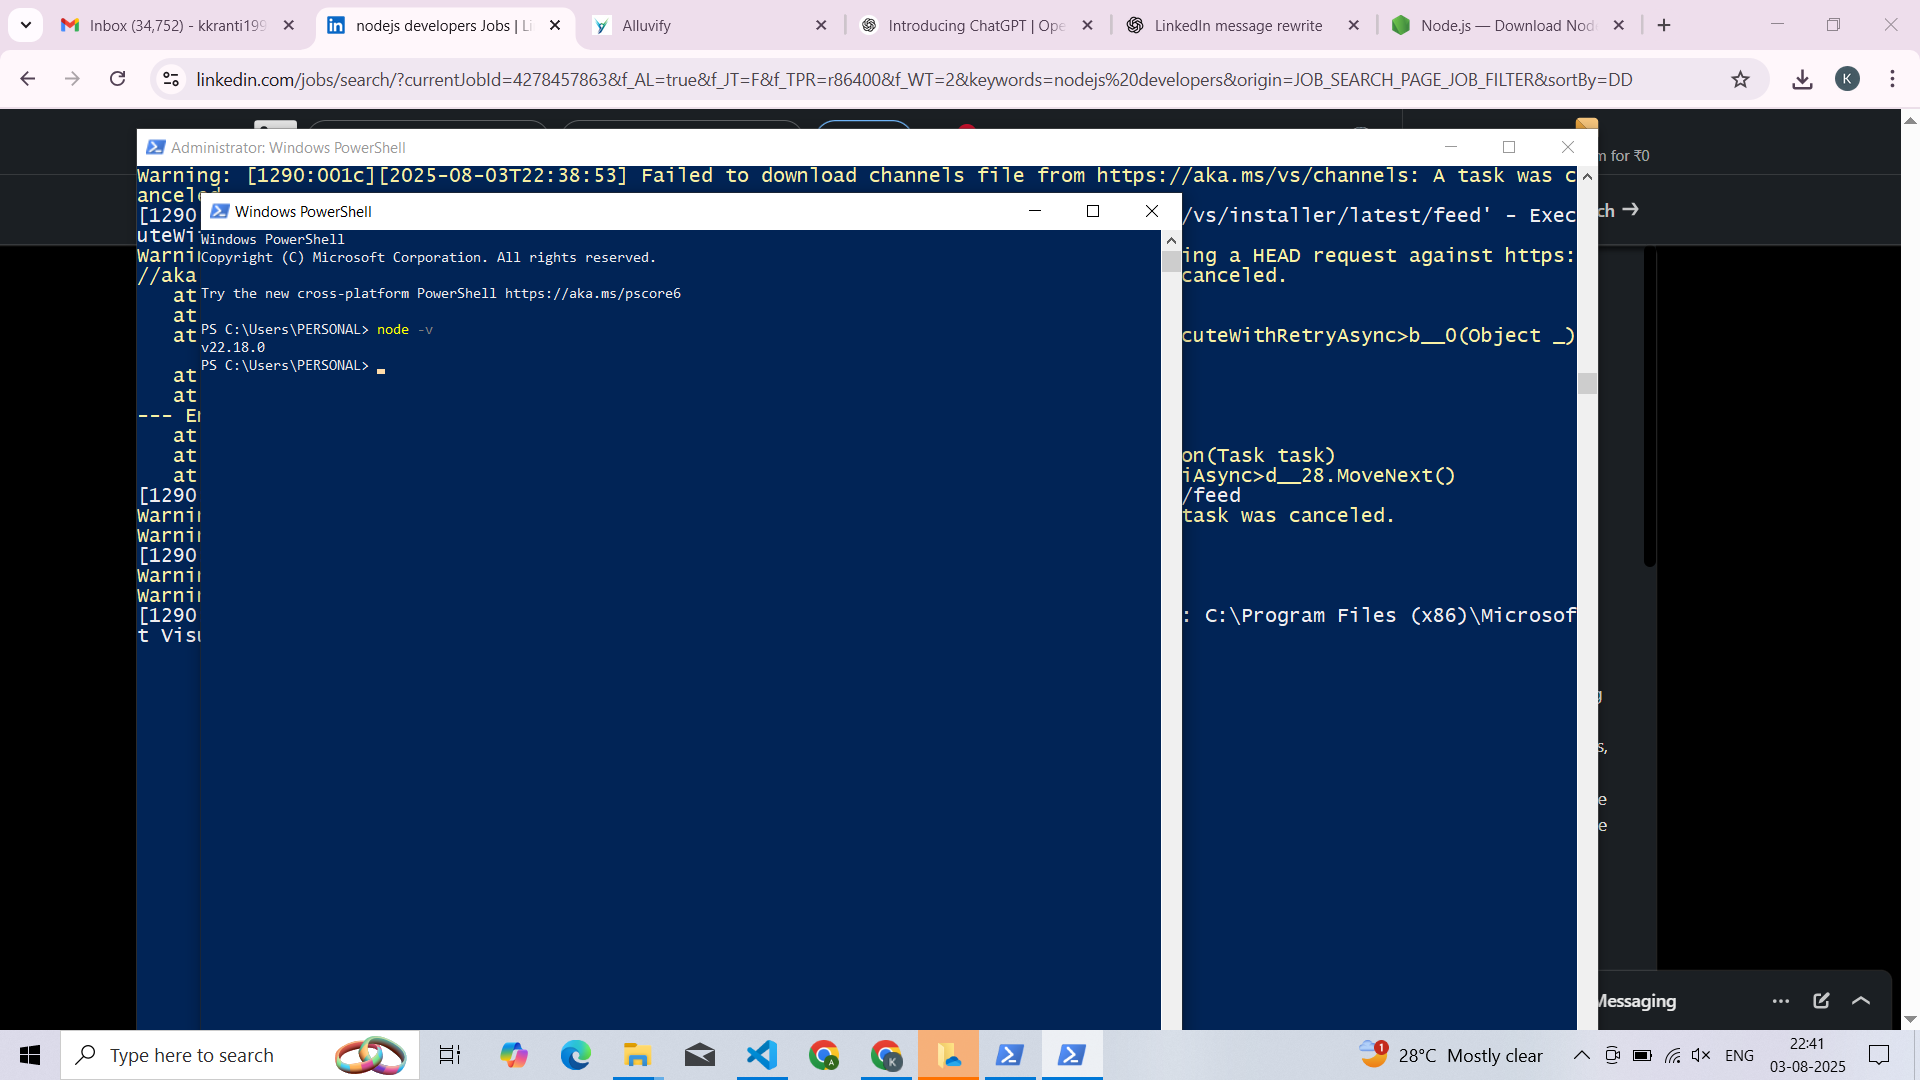 Inbox (34,752) - kkranti199
nodejs developers Jobs | Li
Alluvify
Introducing ChatGPT | Ope
LinkedIn message rewrite
Node.js — Download Nod
linkedin.com/jobs/search/?currentJobId=4278457863&f_AL=true&f_JT=F&f_TPR=r86400&f_WT=2&keywords=nodejs%20developers&origin=JOB_SEARCH_PAGE_JOB_FILTER&sortBy=DD
K
Administrator: Windows PowerShell
m for ₹0
Warning: [1290:001c][2025-08-03T22:38:53] Failed to download channels file from https://aka.ms/vs/channels: A task was c
anceled
Windows PowerShell
[1290
/vs/installer/latest/feed' - Exec
ch →
uteWi
Windows PowerShell
Warnin
Copyright (C) Microsoft Corporation. All rights reserved.
ing a HEAD request against https:
//aka
canceled.
at
Try the new cross-platform PowerShell https://aka.ms/pscore6
at
at
PS C:\Users\PERSONAL> node -v
cuteWithRetryAsync>b__0(Object _)
v22.18.0
PS C:\Users\PERSONAL>
at
at
--- En
at
at
on(Task task)
at
iAsync>d__28.MoveNext()
[1290
/feed
Warnin
task was canceled.
Warnin
[1290
Warnin
Warnin
[1290
: C:\Program Files (x86)\Microsof
t Visu
s,
e
e
Messaging
Type here to search
1
28°C Mostly clear
ENG
22:41
03-08-2025